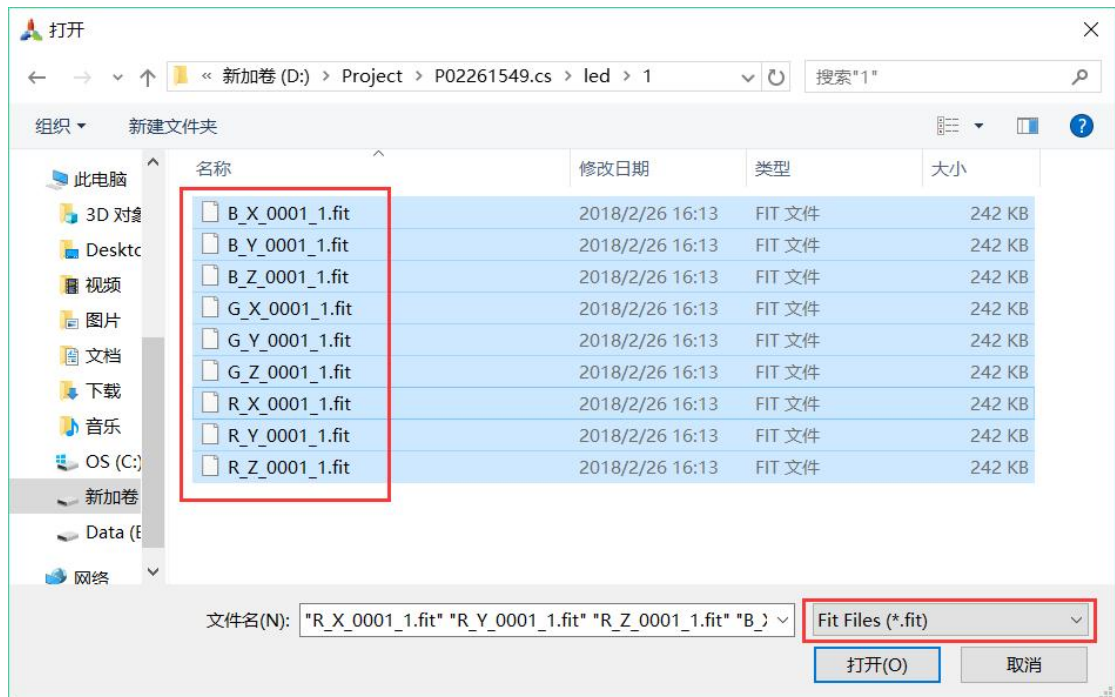 打开
« 新加卷 (D:) > Project > P02261549.cs > led > 1
搜索"1"
组织
新建文件夹
名称 修改日期 类型 大小
此电脑
3D 对象
Deskto
视频
图片
文档
下载
音乐
OS (C:)
新加卷
Data (E
网络
B_X_0001_1.fit 2018/2/26 16:13 FIT 文件 242 KB
B_Y_0001_1.fit 2018/2/26 16:13 FIT 文件 242 KB
B_Z_0001_1.fit 2018/2/26 16:13 FIT 文件 242 KB
G_X_0001_1.fit 2018/2/26 16:13 FIT 文件 242 KB
G_Y_0001_1.fit 2018/2/26 16:13 FIT 文件 242 KB
G_Z_0001_1.fit 2018/2/26 16:13 FIT 文件 242 KB
R_X_0001_1.fit 2018/2/26 16:13 FIT 文件 242 KB
R_Y_0001_1.fit 2018/2/26 16:13 FIT 文件 242 KB
R_Z_0001_1.fit 2018/2/26 16:13 FIT 文件 242 KB
文件名(N): "R_X_0001_1.fit" "R_Y_0001_1.fit" "R_Z_0001_1.fit" "B_
Fit Files (*.fit)
打开(O) 取消